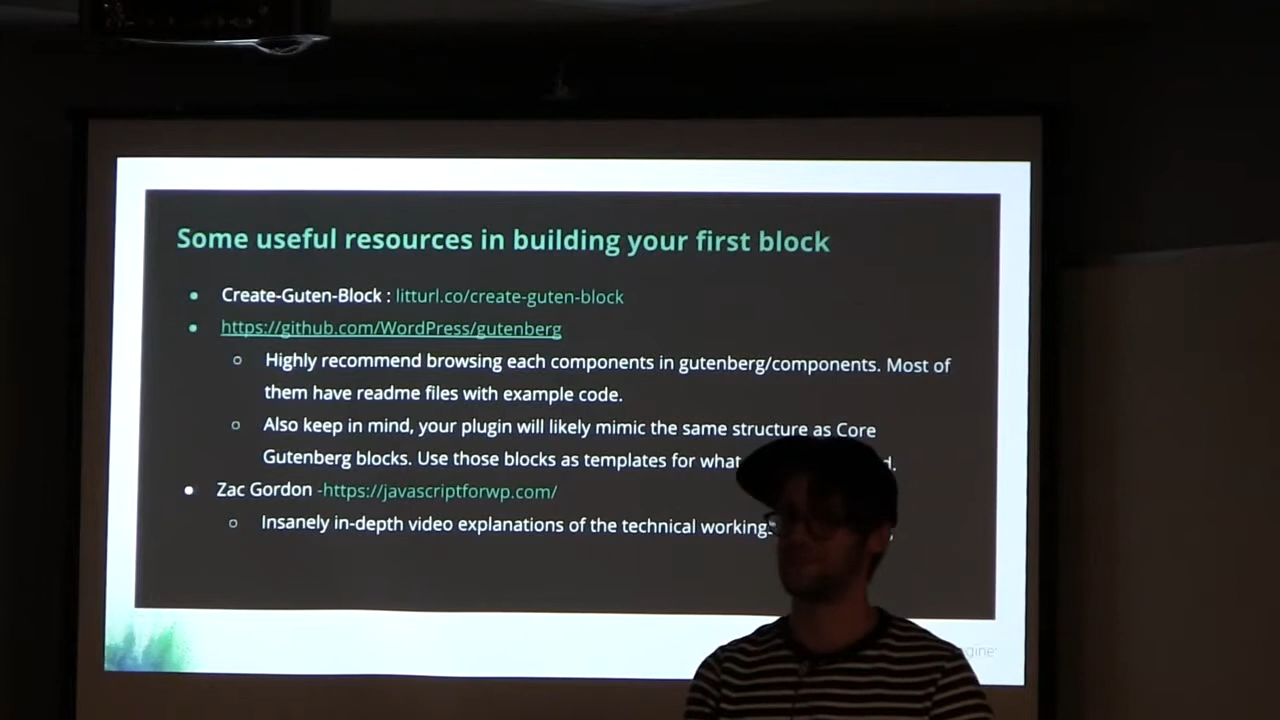 Some useful resources in building your first block
Create-Guten-Block : litturl.co/create-guten-block
https://github.com/WordPress/gutenberg
Highly recommend browsing each components in gutenberg/components. Most of
them have readme files with example code.
Also keep in mind, your plugin will likely mimic the same structure as Core
Gutenberg blocks. Use those blocks as templates for what
Zac Gordon -https://javascriptforwp.com/
Insanely in-depth video explanations of the technical